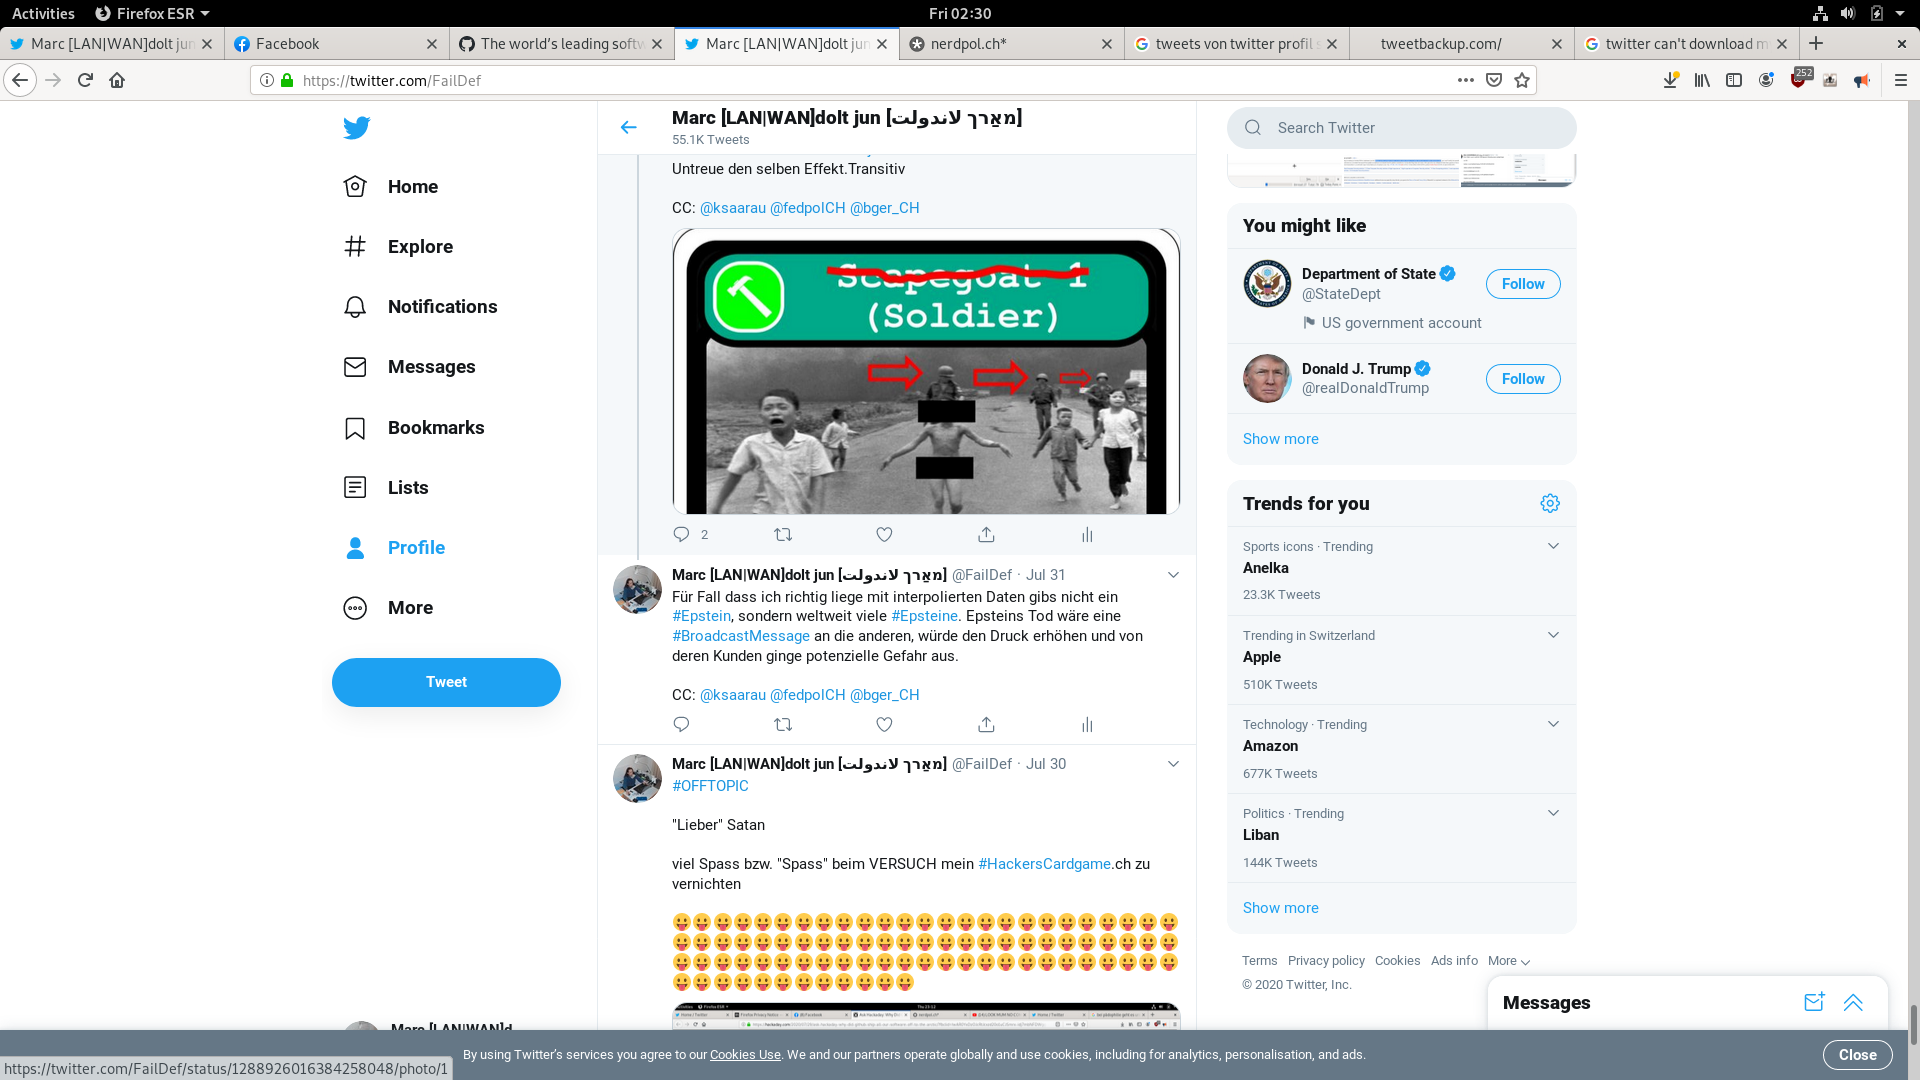 Activities
Firefox ESR
Fri 02:30
Marc [LAN|WAN]dolt jun
Facebook
The world's leading softw
Marc [LAN|WAN]dolt jun
nerdpol.ch*
tweets von twitter profil s
tweetbackup.com/
twitter can't download m
https://twitter.com/FailDef
252
Marc [LAN|WAN]dolt jun [מאַרך לאנדולת]
55.1K Tweets
Home
Explore
Notifications
Messages
Bookmarks
Lists
Profile
More
Tweet
Untreue den selben Effekt.Transitiv
CC: @ksaarau @fedpolCH @bger_CH
Scapegoat 1
(Soldier)
2
Marc [LAN|WAN]dolt jun [מאַרך לאנדולת] @FailDef · Jul 31
Für Fall dass ich richtig liege mit interpolierten Daten gibs nicht ein
#Epstein, sondern weltweit viele #Epsteine. Epsteins Tod wäre eine
#BroadcastMessage an die anderen, würde den Druck erhöhen und von
deren Kunden ginge potenzielle Gefahr aus.
CC: @ksaarau @fedpolCH @bger_CH
Marc [LAN|WAN]dolt jun [מאַרך לאנדולת] @FailDef · Jul 30
#OFFTOPIC
"Lieber" Satan
viel Spass bzw. "Spass" beim VERSUCH mein #HackersCardgame.ch zu
vernichten
Search Twitter
You might like
Department of State
@StateDept
US government account
Follow
Donald J. Trump
@realDonaldTrump
Follow
Show more
Trends for you
Sports icons · Trending
Anelka
23.3K Tweets
Trending in Switzerland
Apple
510K Tweets
Technology · Trending
Amazon
677K Tweets
Politics · Trending
Liban
144K Tweets
Show more
Terms Privacy policy Cookies Ads info More
© 2020 Twitter, Inc.
Messages
Marc [LAN|WAN]d
By using Twitter's services you agree to our Cookies Use. We and our partners operate globally and use cookies, including for analytics, personalisation, and ads.
Close
https://twitter.com/FailDef/status/1288926016384258048/photo/1